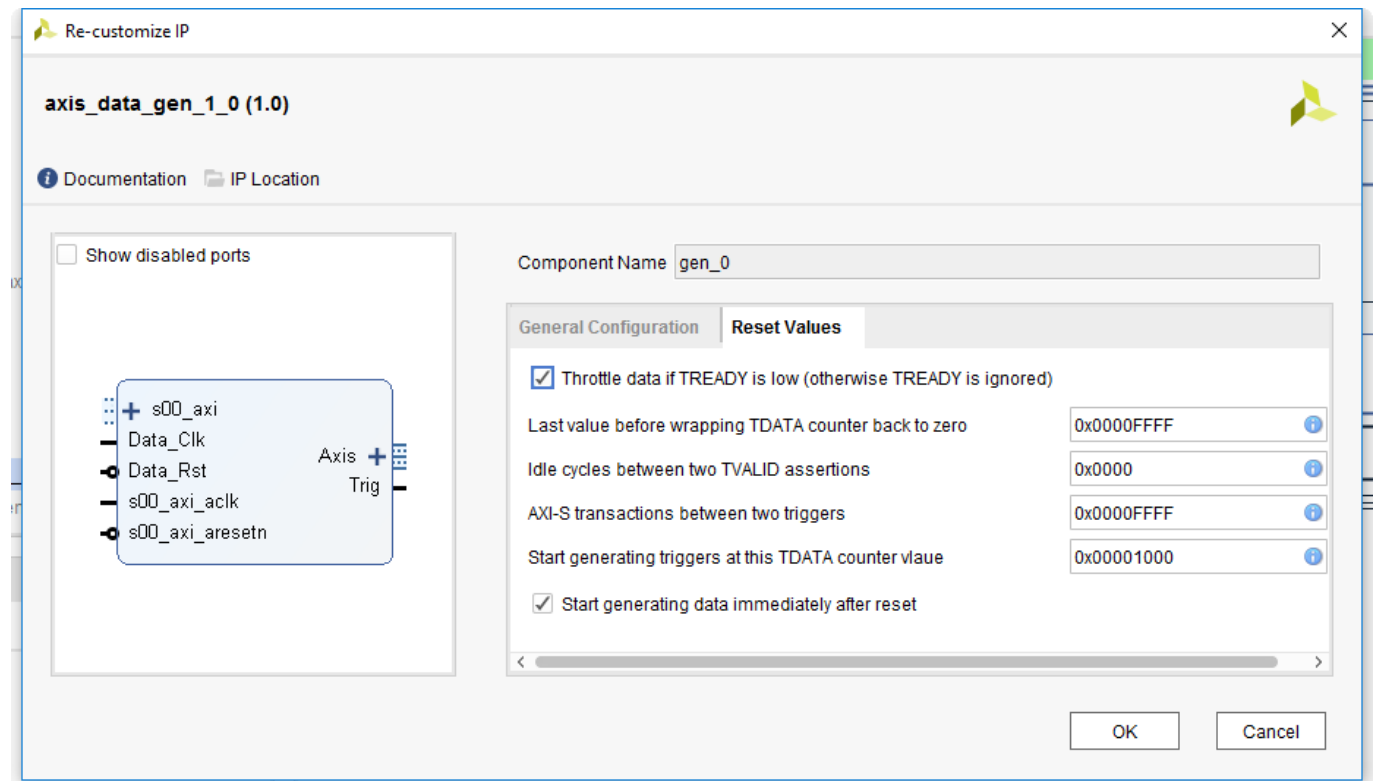 Re-customize IP
axis_data_gen_1_0 (1.0)
Documentation IP Location
Show disabled ports
s00_axi
Data_Clk
Data_Rst
s00_axi_aclk
s00_axi_aresetn
Axis
Trig
Component Name gen_0
General Configuration Reset Values
Throttle data if TREADY is low (otherwise TREADY is ignored)
Last value before wrapping TDATA counter back to zero 0x0000FFFF
Idle cycles between two TVALID assertions 0x0000
AXI-S transactions between two triggers 0x0000FFFF
Start generating triggers at this TDATA counter vlaue 0x00001000
Start generating data immediately after reset
OK Cancel